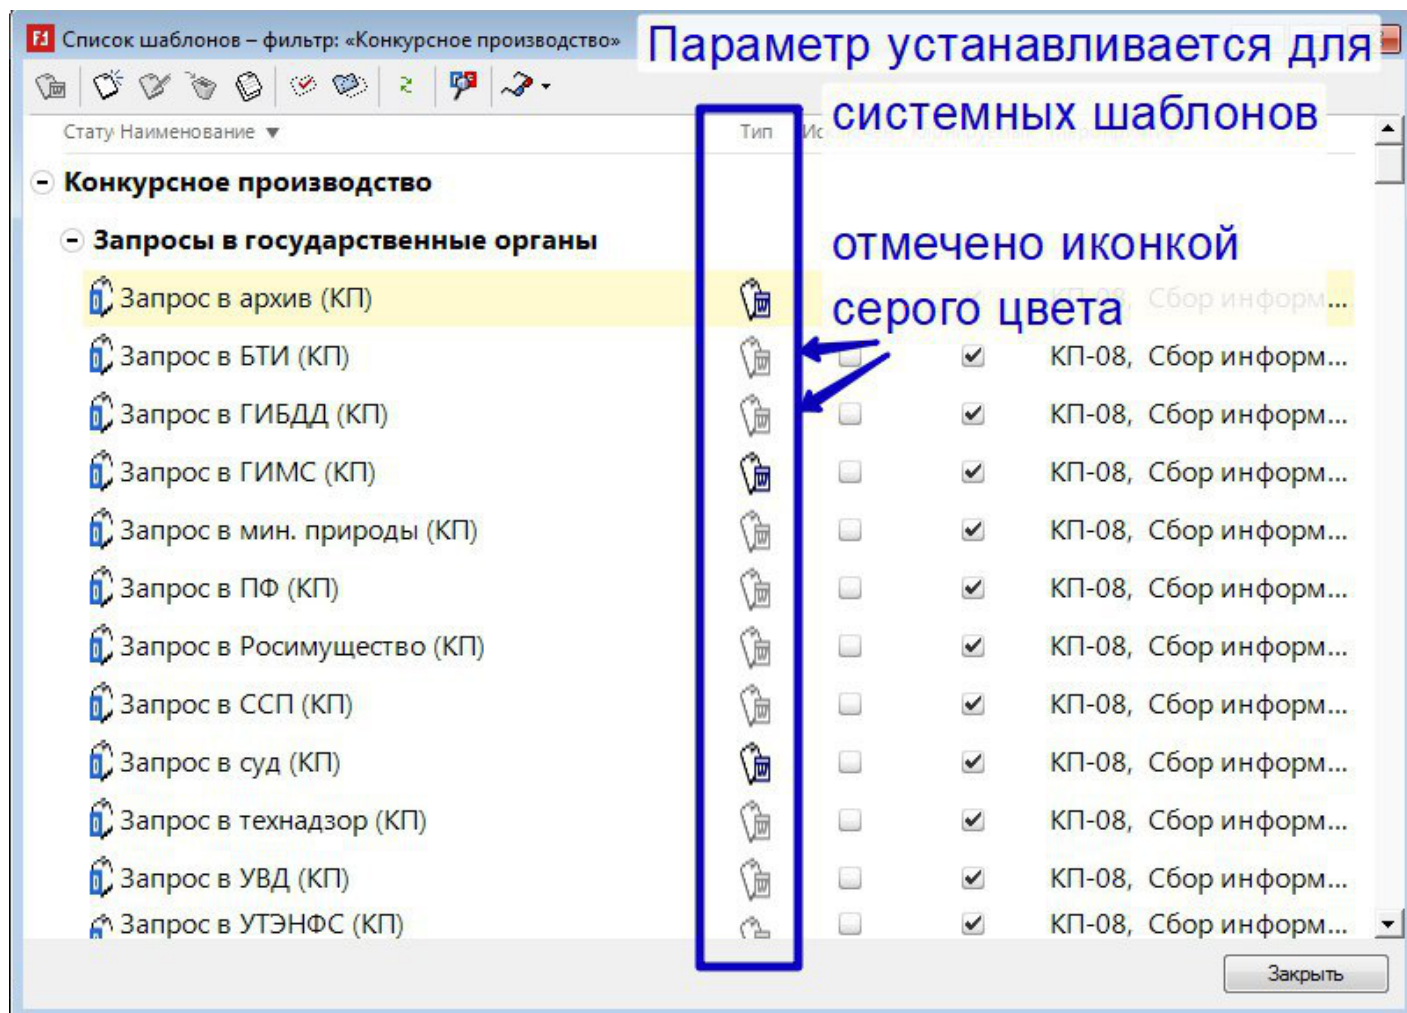 Список шаблонов – фильтр: «Конкурсное производство»
Параметр устанавливается для
системных шаблонов
Стату Наименование Тип Ис
Конкурсное производство
Запросы в государственные органы
отмечено иконкой
серого цвета
Запрос в архив (КП) КП-08, Сбор информ...
Запрос в БТИ (КП) КП-08, Сбор информ...
Запрос в ГИБДД (КП) КП-08, Сбор информ...
Запрос в ГИМС (КП) КП-08, Сбор информ...
Запрос в мин. природы (КП) КП-08, Сбор информ...
Запрос в ПФ (КП) КП-08, Сбор информ...
Запрос в Росимущество (КП) КП-08, Сбор информ...
Запрос в ССП (КП) КП-08, Сбор информ...
Запрос в суд (КП) КП-08, Сбор информ...
Запрос в технадзор (КП) КП-08, Сбор информ...
Запрос в УВД (КП) КП-08, Сбор информ...
Запрос в УТЭНФС (КП) КП-08, Сбор информ...
Закрыть